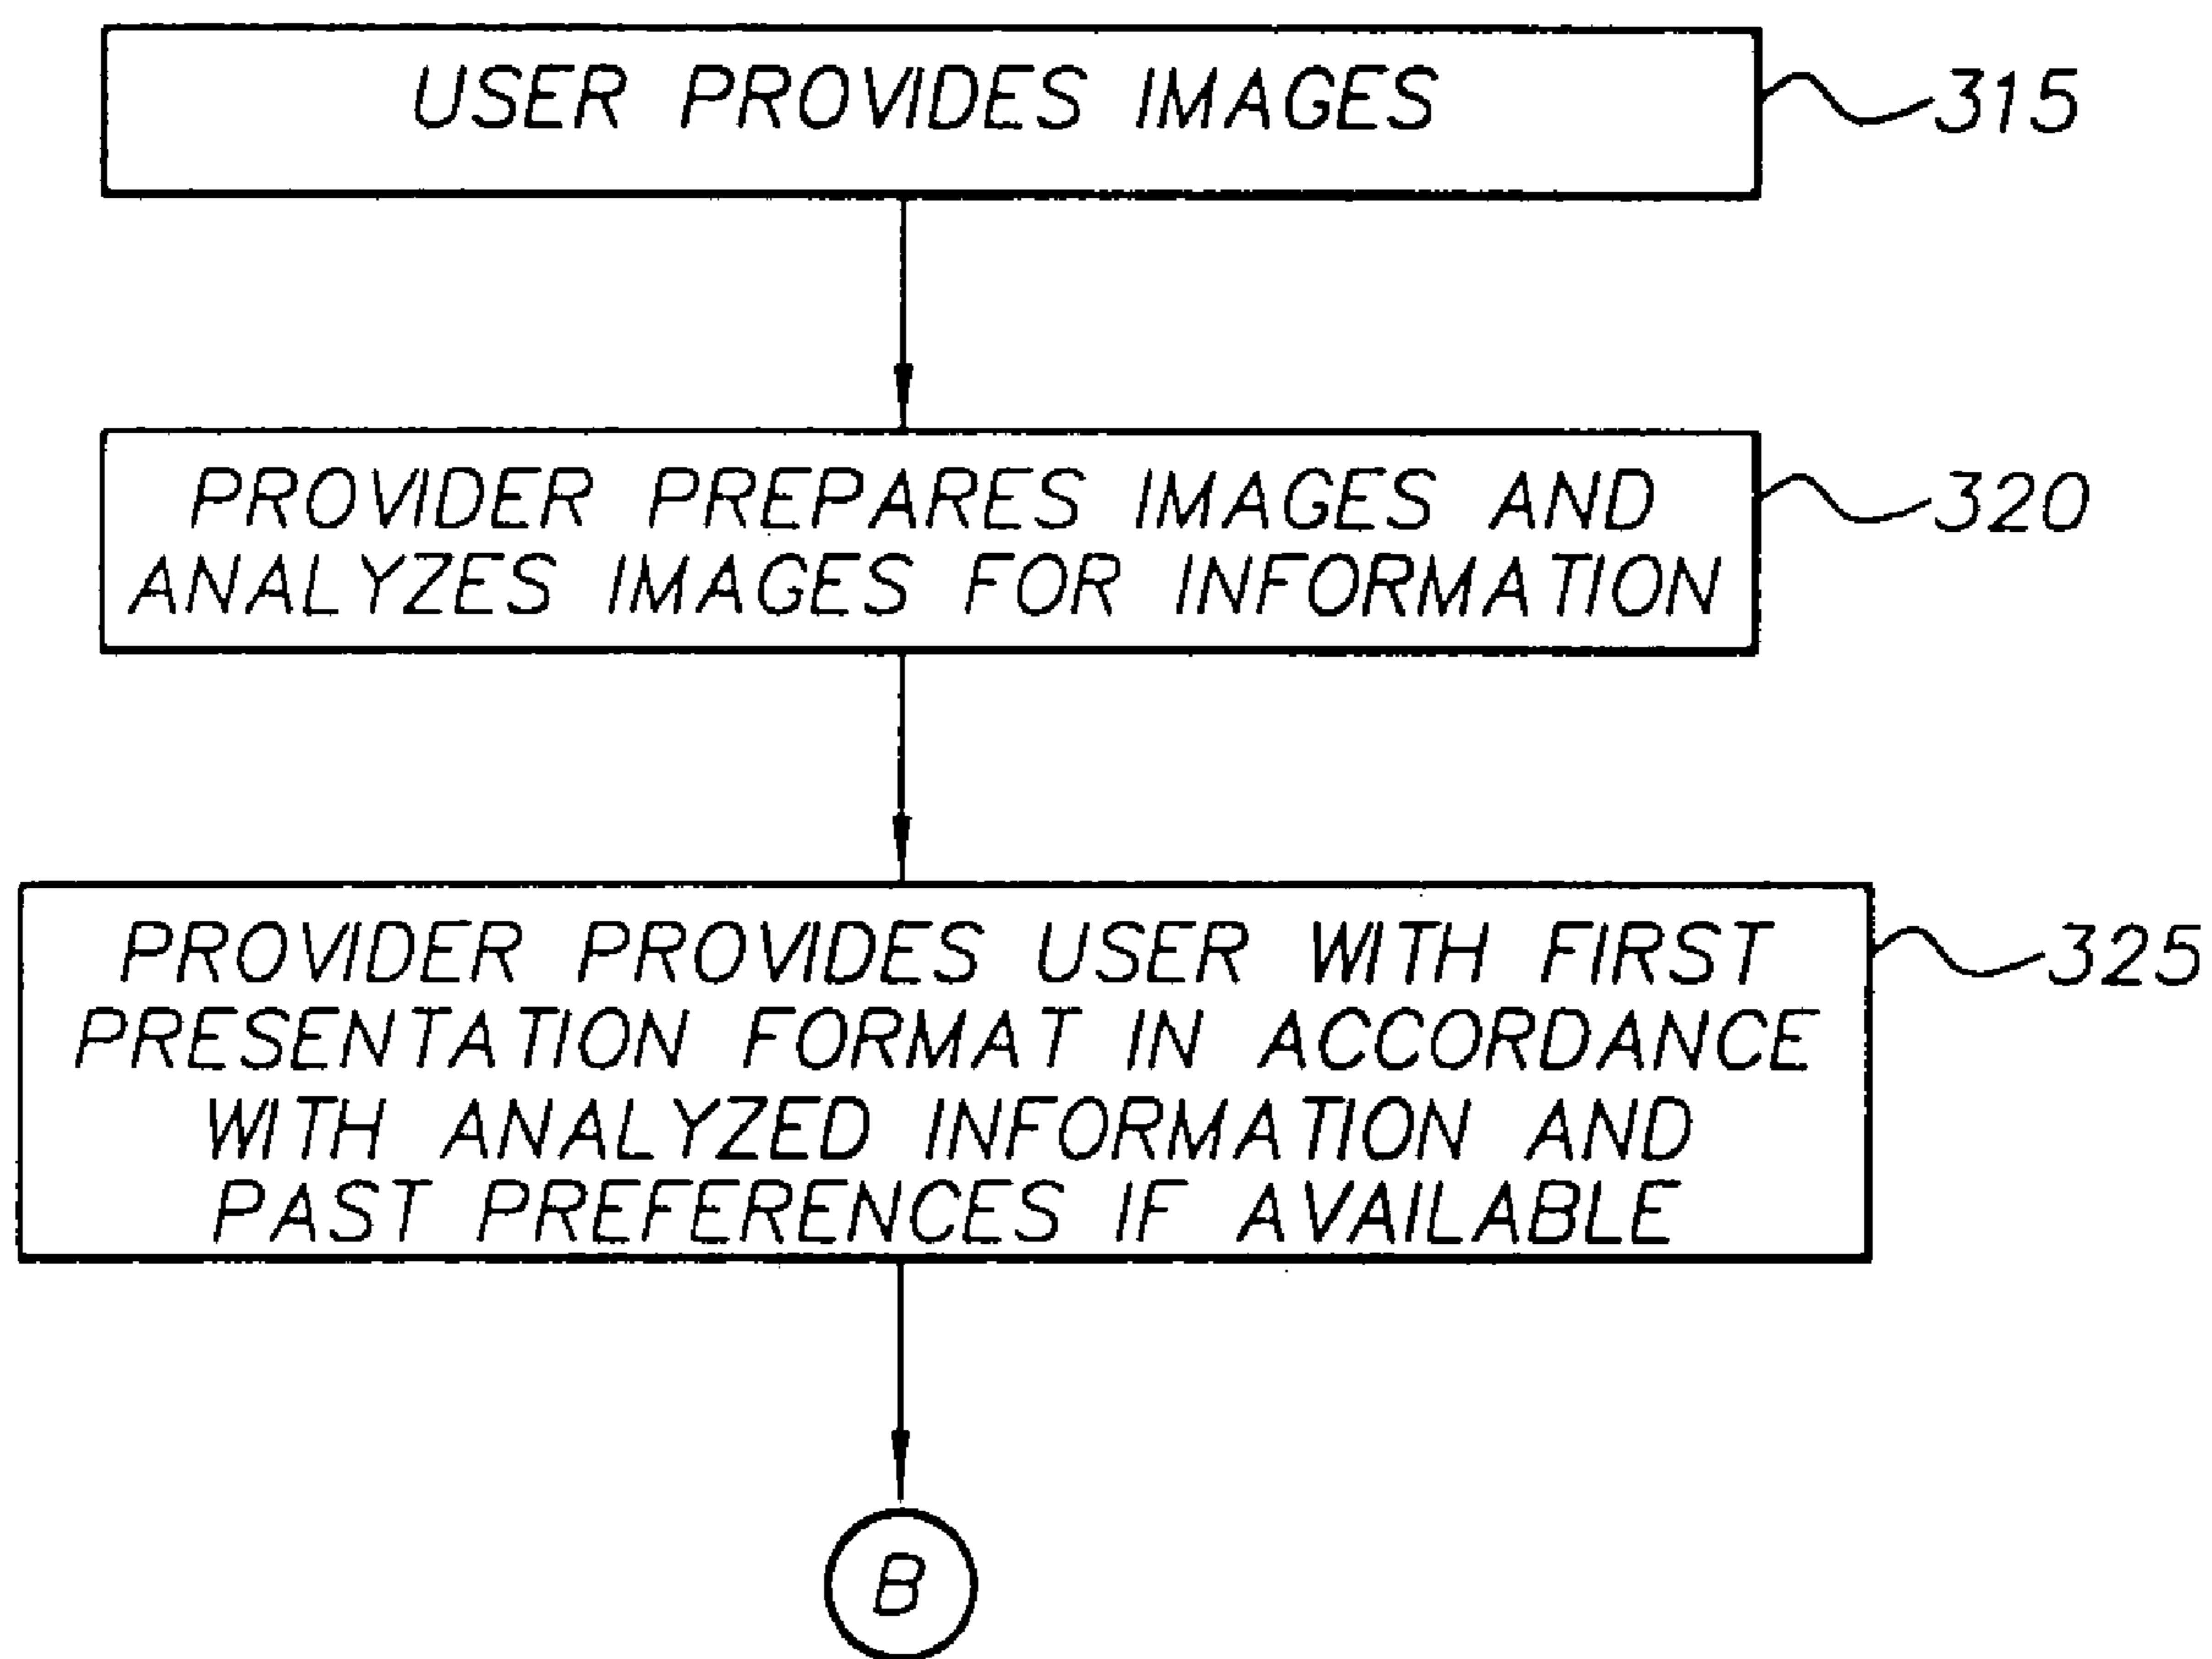 USER PROVIDES IMAGES
315
PROVIDER PREPARES IMAGES AND
ANALYZES IMAGES FOR INFORMATION
320
PROVIDER PROVIDES USER WITH FIRST
PRESENTATION FORMAT IN ACCORDANCE
WITH ANALYZED INFORMATION AND
PAST PREFERENCES IF AVAILABLE
325
B